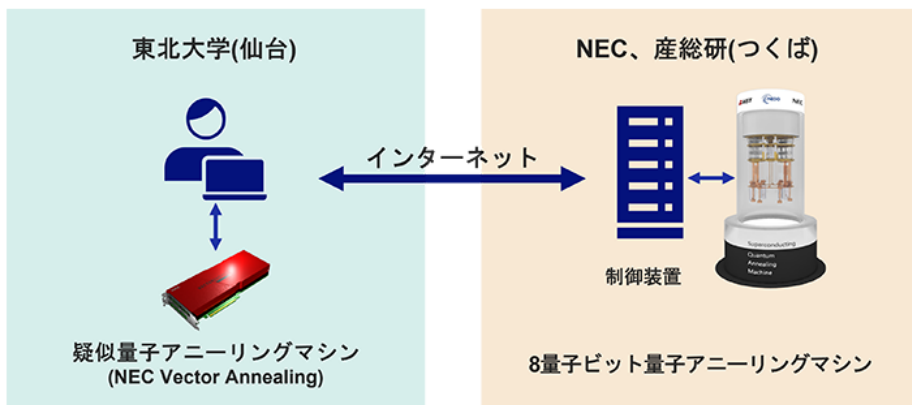 東北大学(仙台)
NEC、産総研(つくば)
インターネット
NEDO
NEC
Superconducting
Quantum
Annealing
Machine
制御装置
疑似量子アニーリングマシン
(NEC Vector Annealing)
8量子ビット量子アニーリングマシン